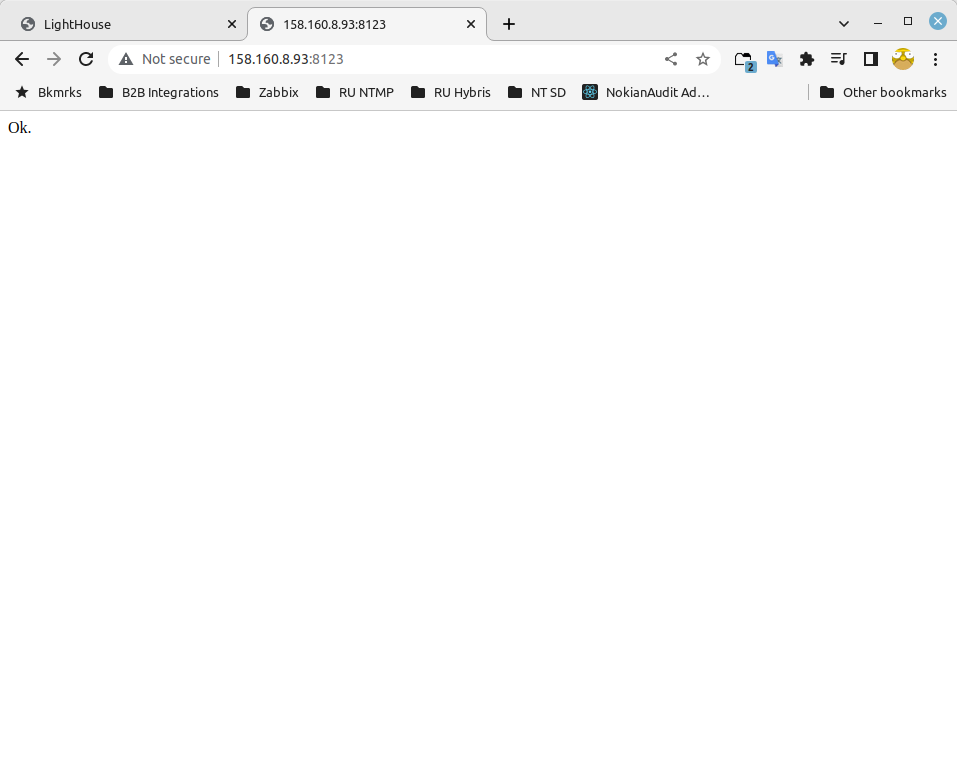 LightHouse
158.160.8.93:8123
Not secure 158.160.8.93:8123
2
Bkmrks B2B Integrations Zabbix RU NTMP RU Hybris NT SD NokianAudit Ad... Other bookmarks
Ok.